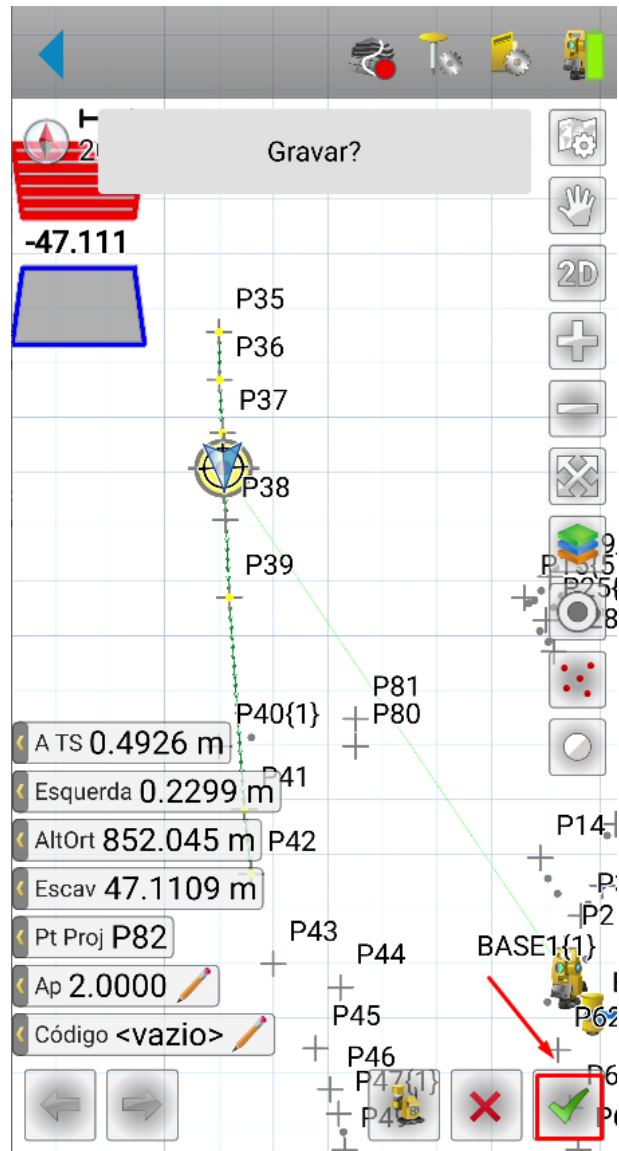 Gravar?
-47.111
P35
P36
P37
P38
P39
P81
P40{1}
P80
A TS 0.4926 m
P41
Esquerda 0.2299 m
P14
AltOrt 852.045 m
P42
Escav 47.1109 m
P2
Pt Proj P82
P43
BASE1{1}
P44
Ap 2.0000
P45
P62
Código <vazio>
P46
P47{1}